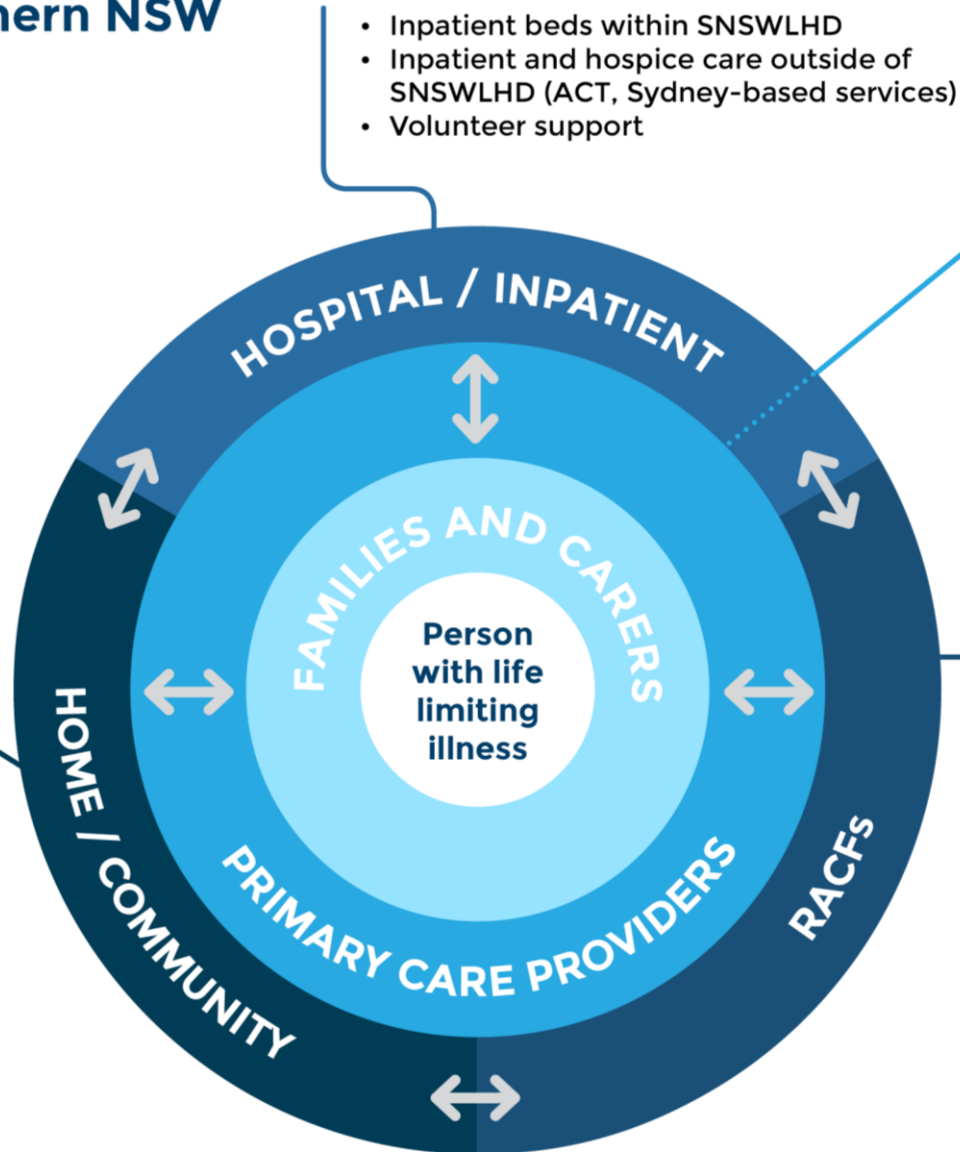 hern NSW
• Inpatient beds within SNSWLHD
• Inpatient and hospice care outside of
SNSWLHD (ACT, Sydney-based services)
• Volunteer support
HOSPITAL / INPATIENT
FAMILIES AND CARERS
Person
with life
limiting
illness
HOME / COMMUNITY
PRIMARY CARE PROVIDERS
RACFs